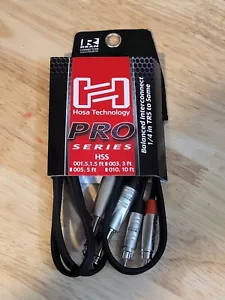 REAN
Hosa Technology
PRO
SERIES
HSS
001.5, 1.5 ft
003, 3 ft
005, 5 ft
010, 10 ft
Balanced Interconnect
1/4 in TRS to Same